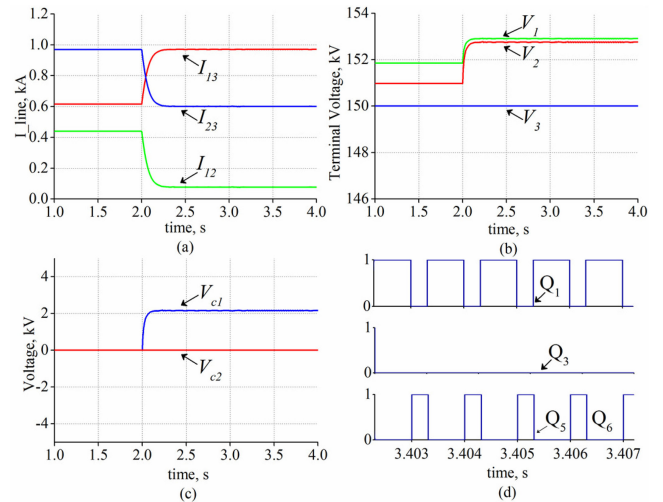 1.2
1.0
0.8
0.6
0.4
0.2
0.0
I_line, kA
I13
I23
I12
1.0 1.5 2.0 2.5 3.0 3.5 4.0
time, s
(a)
154
152
150
148
146
Terminal Voltage, kV
V1
V2
V3
1.0 1.5 2.0 2.5 3.0 3.5 4.0
time, s
(b)
4
2
0
-2
-4
Voltage, kV
Vc1
Vc2
1.0 1.5 2.0 2.5 3.0 3.5 4.0
time, s
(c)
1
0
Q1
1
0
Q3
1
0
Q5 Q6
3.403 3.404 3.405 3.406 3.407
time, s
(d)